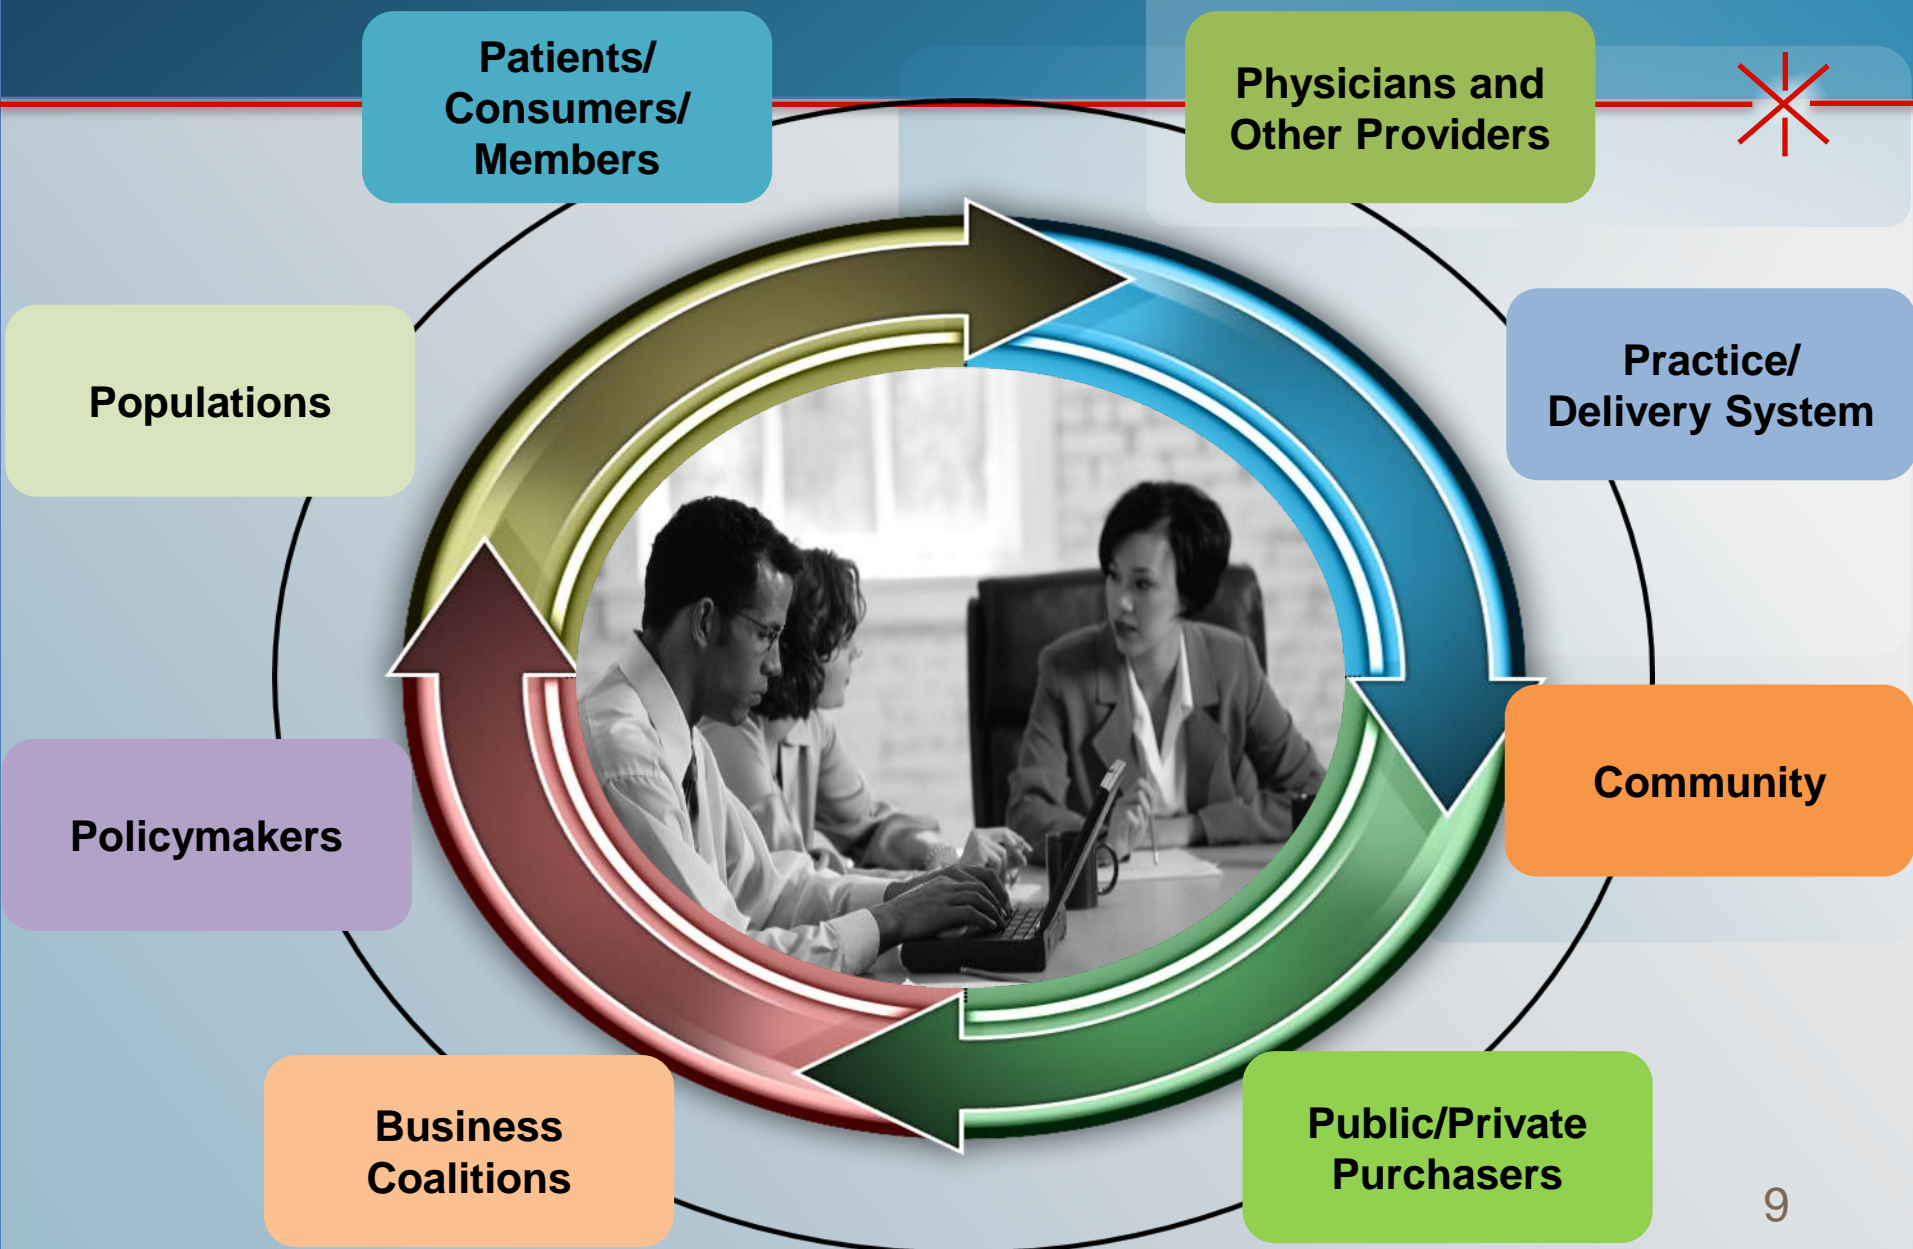 Patients/
Consumers/
Members
Physicians and
Other Providers
Populations
Practice/
Delivery System
Policymakers
Community
Business
Coalitions
Public/Private
Purchasers
9